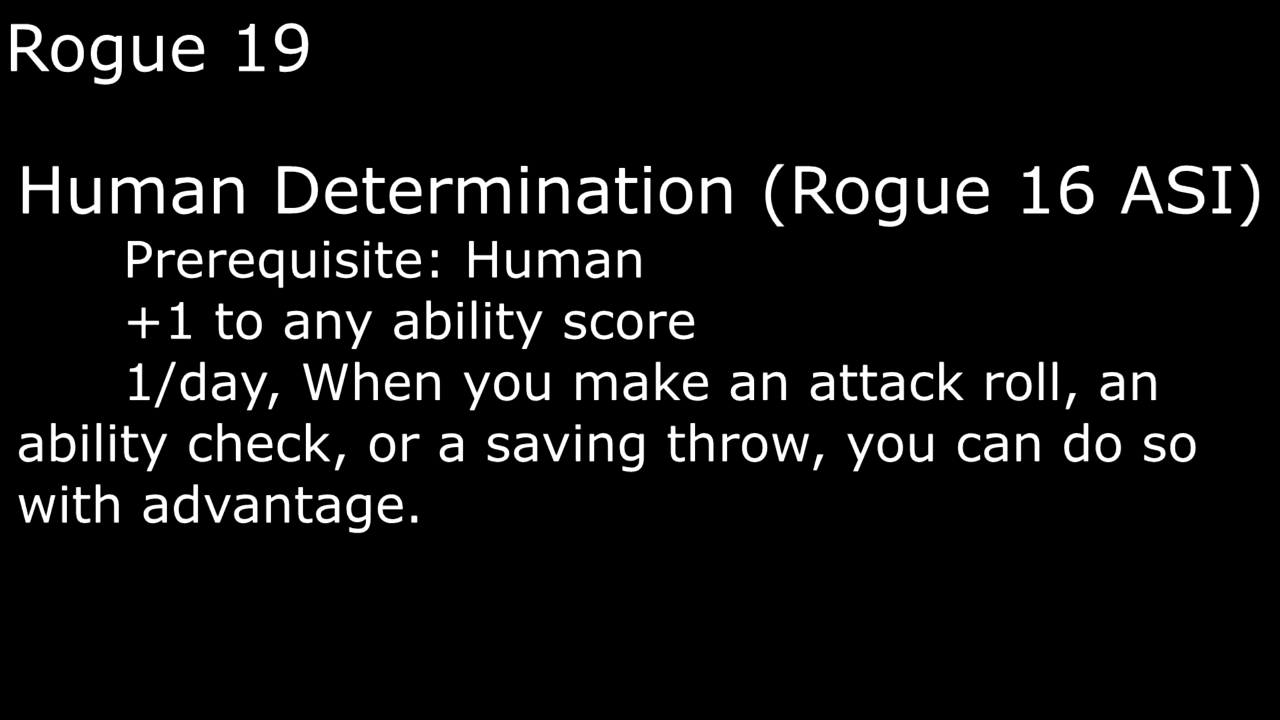 Rogue 19
Human Determination (Rogue 16 ASI)
Prerequisite: Human
+1 to any ability score
1/day, When you make an attack roll, an
ability check, or a saving throw, you can do so
with advantage.